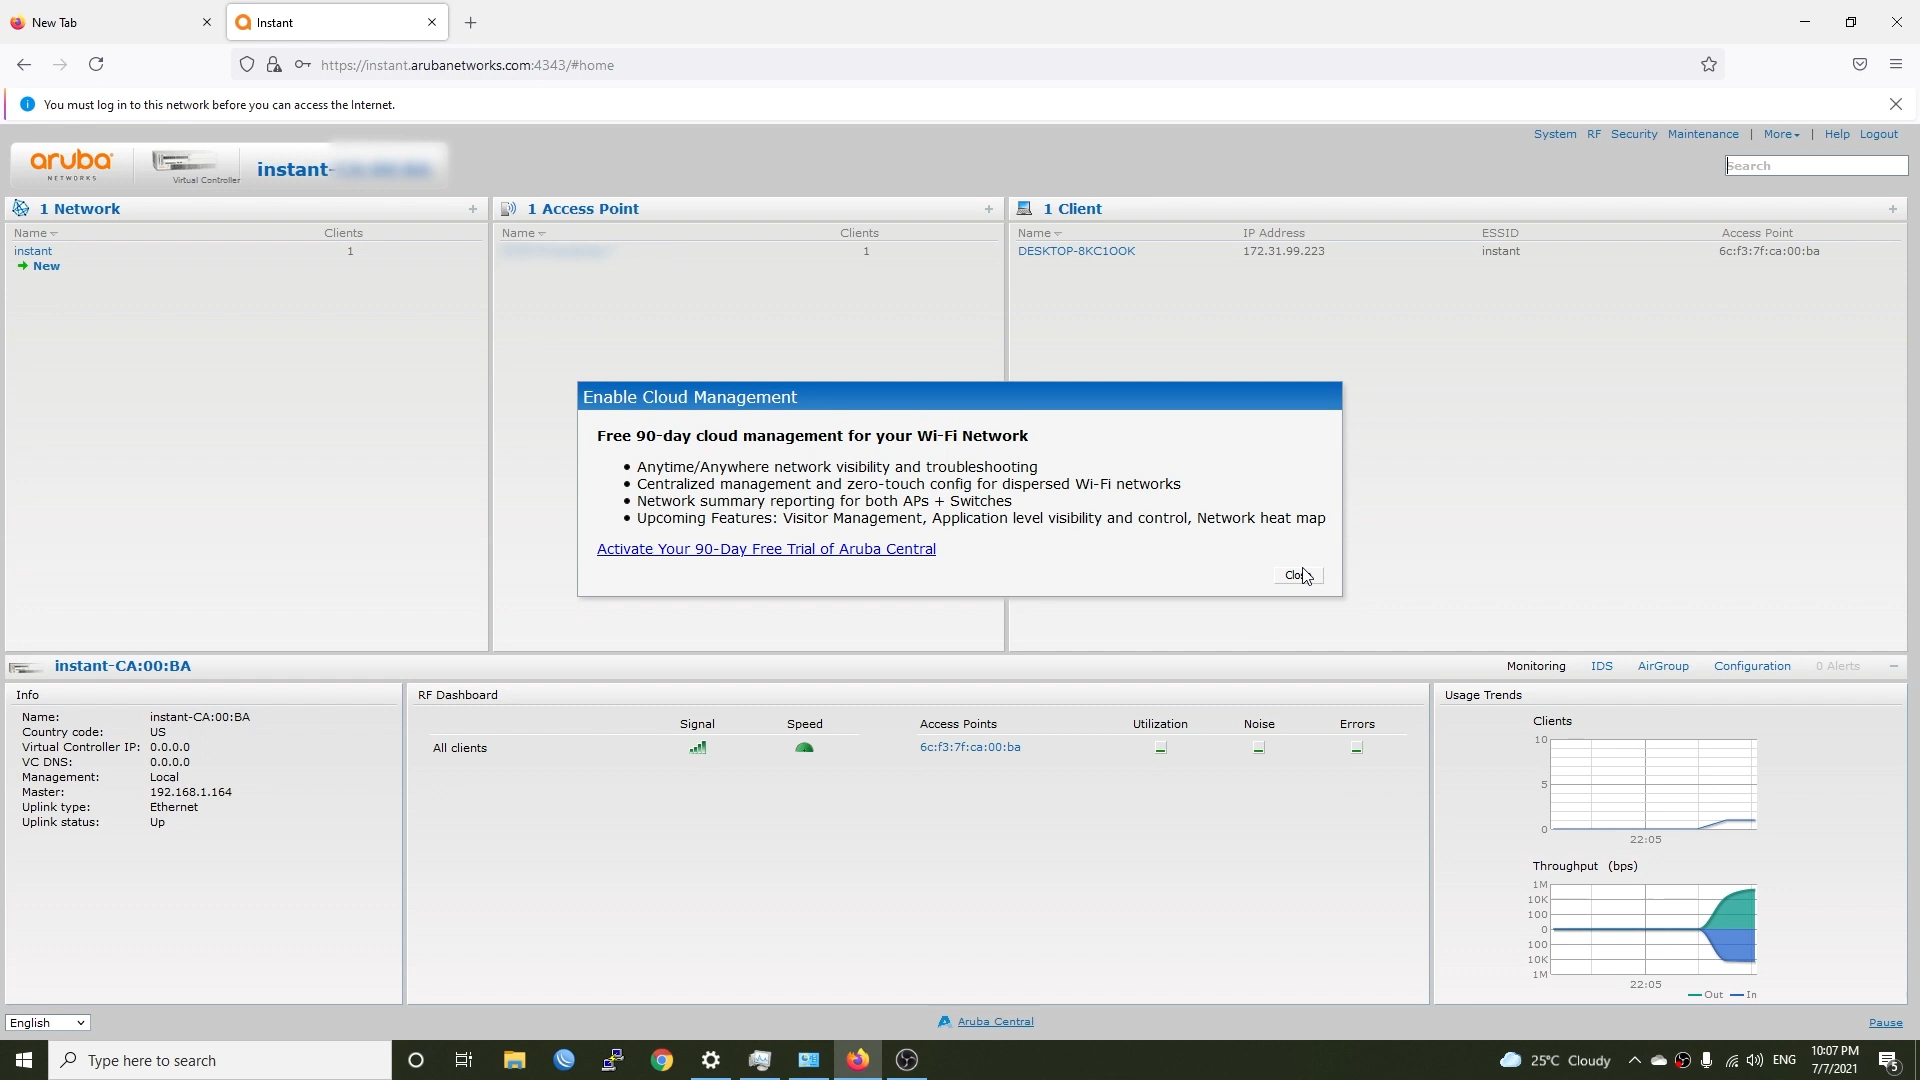 New Tab
Instant
https://instant.arubanetworks.com:4343/#home
You must log in to this network before you can access the Internet.
System RF Security Maintenance | More | Help Logout
aruba
NETWORKS
Virtual Controller
instant-
Search
1 Network
1 Access Point
1 Client
Name Clients
Name Clients
Name IP Address ESSID Access Point
instant 1
1
DESKTOP-8KC1OOK 172.31.99.223 instant 6c:f3:7f:ca:00:ba
New
Enable Cloud Management
Free 90-day cloud management for your Wi-Fi Network
• Anytime/Anywhere network visibility and troubleshooting
• Centralized management and zero-touch config for dispersed Wi-Fi networks
• Network summary reporting for both APs + Switches
• Upcoming Features: Visitor Management, Application level visibility and control, Network heat map
Activate Your 90-Day Free Trial of Aruba Central
instant-CA:00:BA
Monitoring IDS AirGroup Configuration 0 Alerts
Info
Name: instant-CA:00:BA
Country code: US
Virtual Controller IP: 0.0.0.0
VC DNS: 0.0.0.0
Management: Local
Master: 192.168.1.164
Uplink type: Ethernet
Uplink status: Up
RF Dashboard
Signal Speed Access Points Utilization Noise Errors
All clients 6c:f3:7f:ca:00:ba
Usage Trends
Clients
10
5
0
22:05
Throughput (bps)
1M
10K
100
0
100
10K
1M
22:05
Out In
English
Aruba Central
Pause
Type here to search
25°C Cloudy
ENG
10:07 PM
7/7/2021
5